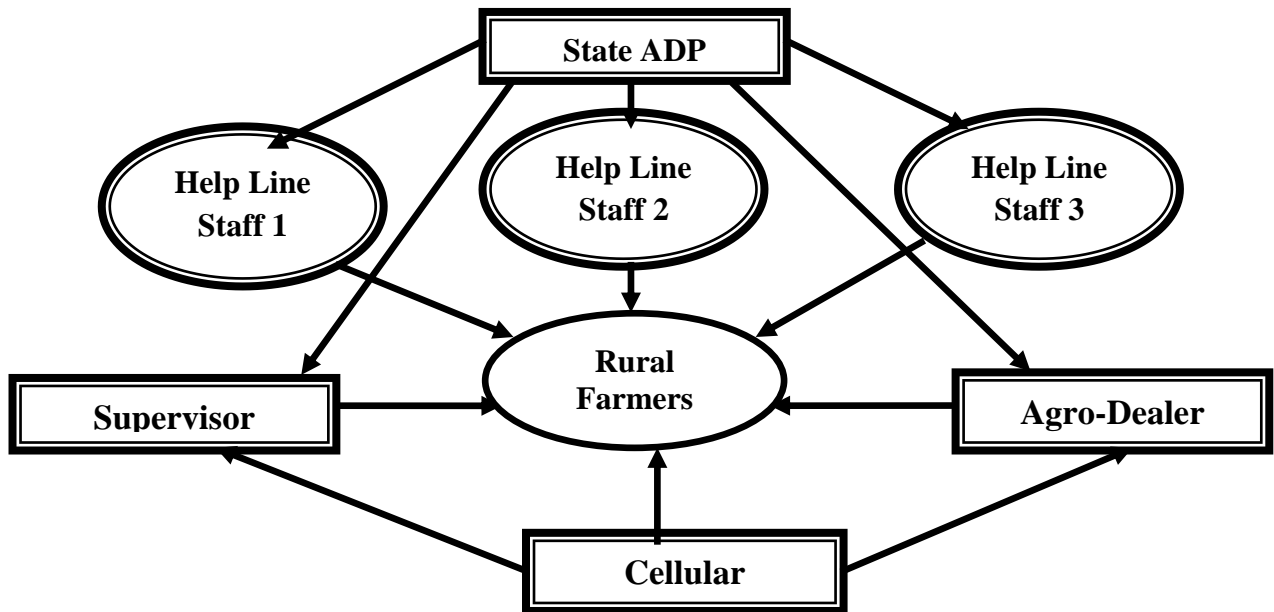 State ADP
Help Line
Staff 1
Help Line
Staff 2
Help Line
Staff 3
Rural
Farmers
Supervisor
Agro-Dealer
Cellular